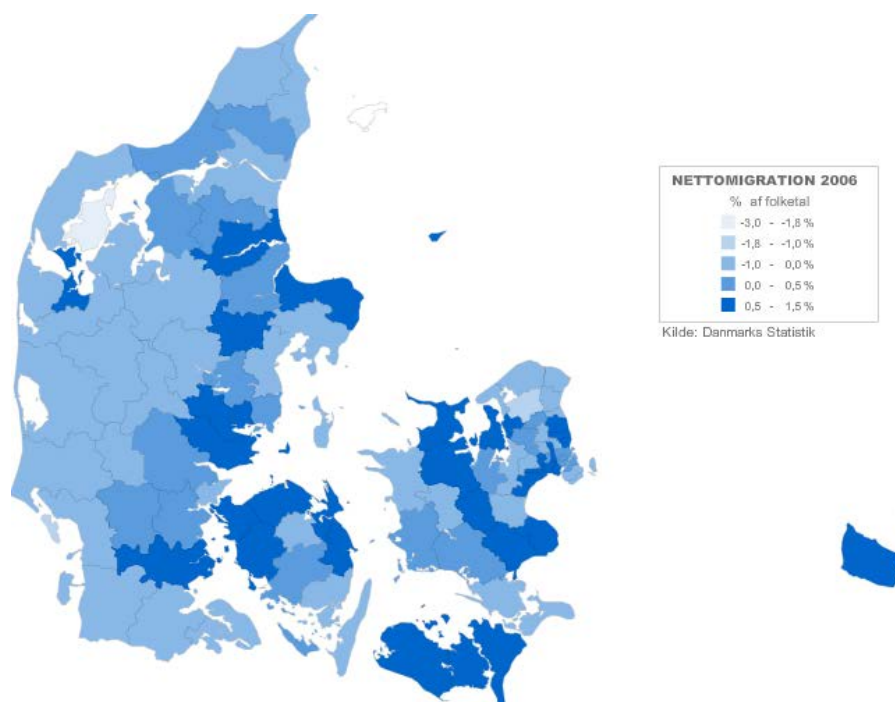 NETTOMIGRATION 2006
% af folketal
-3,0 - -1,8 %
-1,8 - -1,0 %
-1,0 - 0,0 %
0,0 - 0,5 %
0,5 - 1,5 %
Kilde: Danmarks Statistik